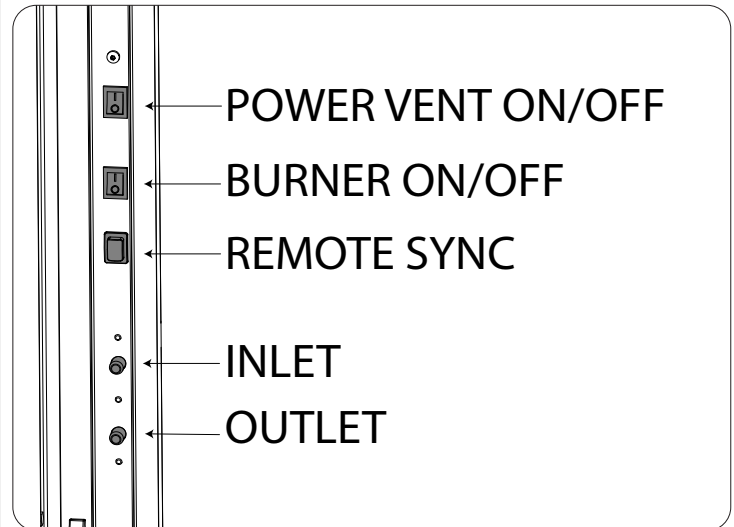 POWER VENT ON/OFF
BURNER ON/OFF
REMOTE SYNC
INLET
OUTLET